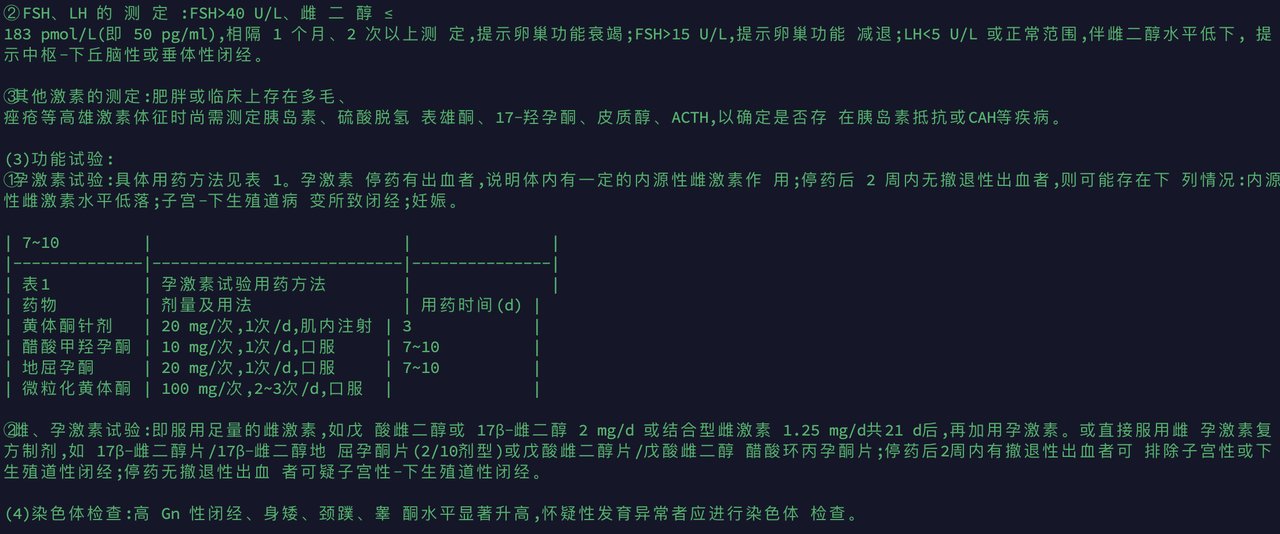 ②FSH、LH 的 测 定 :FSH>40 U/L、雌 二 醇 ≤
183 pmol/L(即 50 pg/ml),相隔 1 个月、2 次以上测 定,提示卵巢功能衰竭;FSH>15 U/L,提示卵巢功能 减退;LH<5 U/L 或正常范围,伴雌二醇水平低下, 提
示中枢-下丘脑性或垂体性闭经。
③其他激素的测定:肥胖或临床上存在多毛、
痤疮等高雄激素体征时尚需测定胰岛素、硫酸脱氢 表雄酮、17-羟孕酮、皮质醇、ACTH,以确定是否存 在胰岛素抵抗或CAH等疾病。
(3)功能试验:
①孕激素试验:具体用药方法见表 1。孕激素 停药有出血者,说明体内有一定的内源性雌激素作 用;停药后 2 周内无撤退性出血者,则可能存在下 列情况:内源
性雌激素水平低落;子宫-下生殖道病 变所致闭经;妊娠。
| 7~10 | | |
|--------------|---------------------------|---------------|
| 表1 | 孕激素试验用药方法 | |
| 药物 | 剂量及用法 | 用药时间(d) |
| 黄体酮针剂 | 20 mg/次,1次/d,肌内注射 | 3 |
| 醋酸甲羟孕酮 | 10 mg/次,1次/d,口服 | 7~10 |
| 地屈孕酮 | 20 mg/次,1次/d,口服 | 7~10 |
| 微粒化黄体酮 | 100 mg/次,2~3次/d,口服 | |
②雌、孕激素试验:即服用足量的雌激素,如戊 酸雌二醇或 17β-雌二醇 2 mg/d 或结合型雌激素 1.25 mg/d共21 d后,再加用孕激素。或直接服用雌 孕激素复
方制剂,如 17β-雌二醇片/17β-雌二醇地 屈孕酮片(2/10剂型)或戊酸雌二醇片/戊酸雌二醇 醋酸环丙孕酮片;停药后2周内有撤退性出血者可 排除子宫性或下
生殖道性闭经;停药无撤退性出血 者可疑子宫性-下生殖道性闭经。
(4)染色体检查:高 Gn 性闭经、身矮、颈蹼、睾 酮水平显著升高,怀疑性发育异常者应进行染色体 检查。